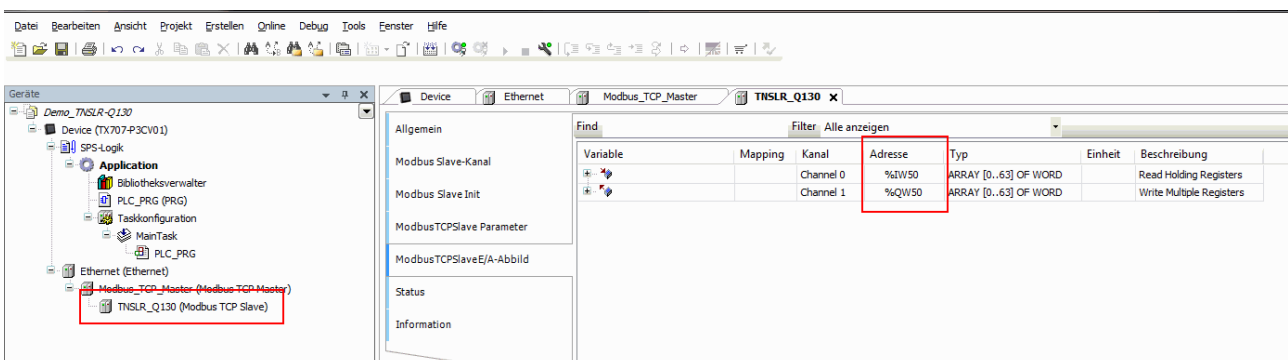 Datei Bearbeiten Ansicht Projekt Erstellen Online Debug Tools Fenster Hilfe
Geräte
Demo_TNSLR-Q130
Device (TX707-P3CV01)
SPS-Logik
Application
Bibliotheksverwalter
PLC_PRG (PRG)
Taskkonfiguration
MainTask
PLC_PRG
Ethernet (Ethernet)
Modbus_TCP_Master (Modbus TCP Master)
TNSLR_Q130 (Modbus TCP Slave)
Device Ethernet Modbus_TCP_Master TNSLR_Q130
Allgemein
Modbus Slave-Kanal
Modbus Slave Init
ModbusTCPSlave Parameter
ModbusTCPSlaveE/A-Abbild
Status
Information
Find Filter Alle anzeigen
Variable Mapping Kanal Adresse Typ Einheit Beschreibung
Channel 0 %IW50 ARRAY [0..63] OF WORD Read Holding Registers
Channel 1 %QW50 ARRAY [0..63] OF WORD Write Multiple Registers